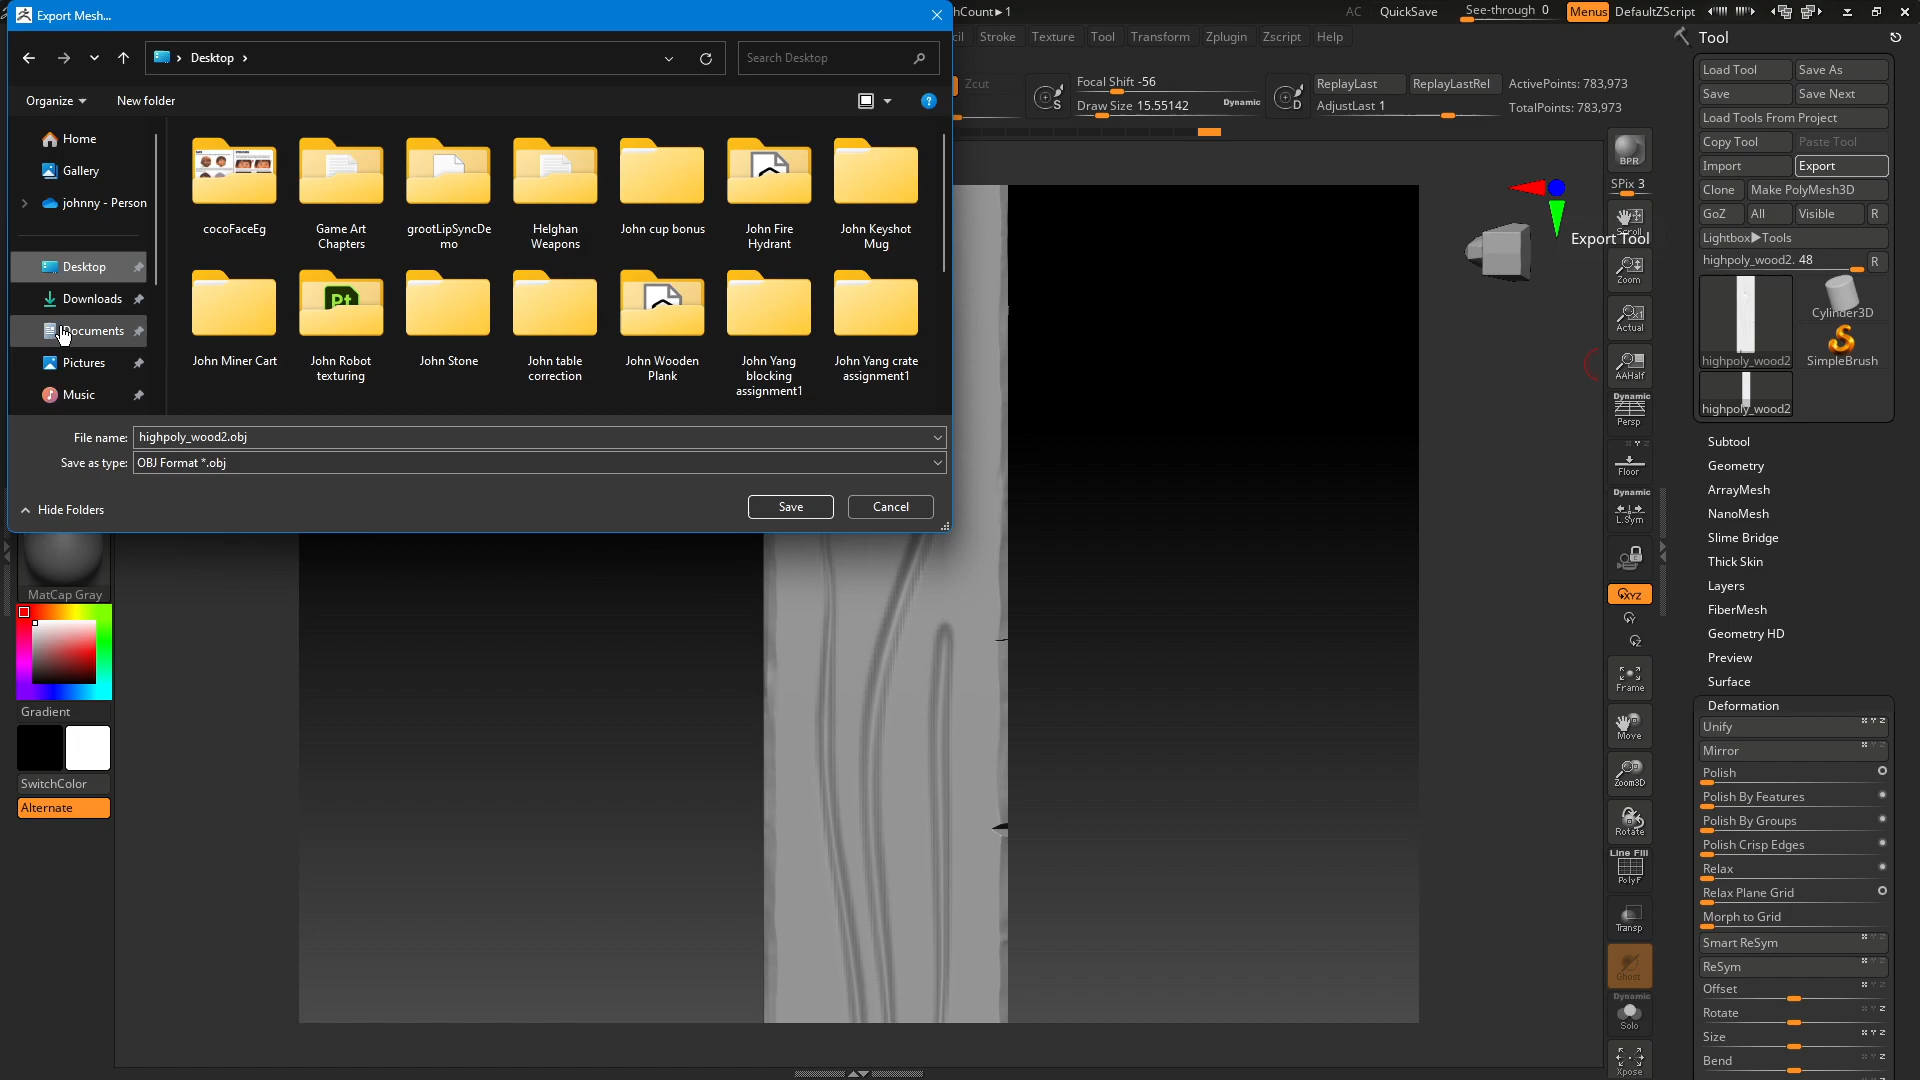 Export Mesh...
Desktop
Search Desktop
Organize
New folder
Home
Gallery
johnny - Person
Desktop
Downloads
Documents
Pictures
Music
cocoFaceEg
Game Art
Chapters
grootLipSyncDe
mo
Helghan
Weapons
John cup bonus
John Fire
Hydrant
John Keyshot
Mug
Pt
John Miner Cart
John Robot
texturing
John Stone
John table
correction
John Wooden
Plank
John Yang
blocking
assignment1
John Yang crate
assignment1
File name: highpoly_wood2.obj
Save as type: OBJ Format *.obj
Hide Folders
Save
Cancel
hCount▸1
AC
QuickSave
See-through 0
Menus
DefaultZScript
cil
Stroke
Texture
Tool
Transform
Zplugin
Zscript
Help
Zcut
S
Focal Shift -56
Draw Size 15.55142
Dynamic
D
ReplayLast
ReplayLastRel
AdjustLast 1
ActivePoints: 783,973
TotalPoints: 783,973
MatCap Gray
Gradient
SwitchColor
Alternate
BPR
SPix 3
Scroll
Export Tool
Zoom
Actual
AAHalf
Dynamic
Persp
Floor
Dynamic
L.Sym
XYZ
Frame
Move
Zoom3D
Rotate
Line Fill
PolyF
Transp
Ghost
Dynamic
Solo
Xpose
Tool
Load Tool
Save As
Save
Save Next
Load Tools From Project
Copy Tool
Paste Tool
Import
Export
Clone
Make PolyMesh3D
GoZ
All
Visible
R
Lightbox▸Tools
highpoly_wood2. 48
R
highpoly_wood2
Cylinder3D
SimpleBrush
highpoly_wood2
Subtool
Geometry
ArrayMesh
NanoMesh
Slime Bridge
Thick Skin
Layers
FiberMesh
Geometry HD
Preview
Surface
Deformation
Unify
Mirror
Polish
Polish By Features
Polish By Groups
Polish Crisp Edges
Relax
Relax Plane Grid
Morph to Grid
Smart ReSym
ReSym
Offset
Rotate
Size
Bend